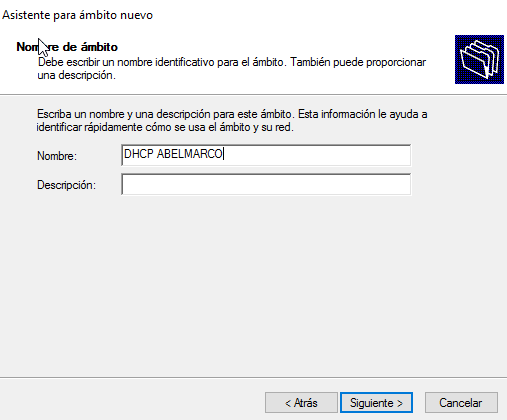 Asistente para ámbito nuevo
Nombre de ámbito
Debe escribir un nombre identificativo para el ámbito. También puede proporcionar
una descripción.
Escriba un nombre y una descripción para este ámbito. Esta información le ayuda a
identificar rápidamente cómo se usa el ámbito y su red.
Nombre: DHCP ABELMARCO
Descripción:
< Atrás Siguiente > Cancelar